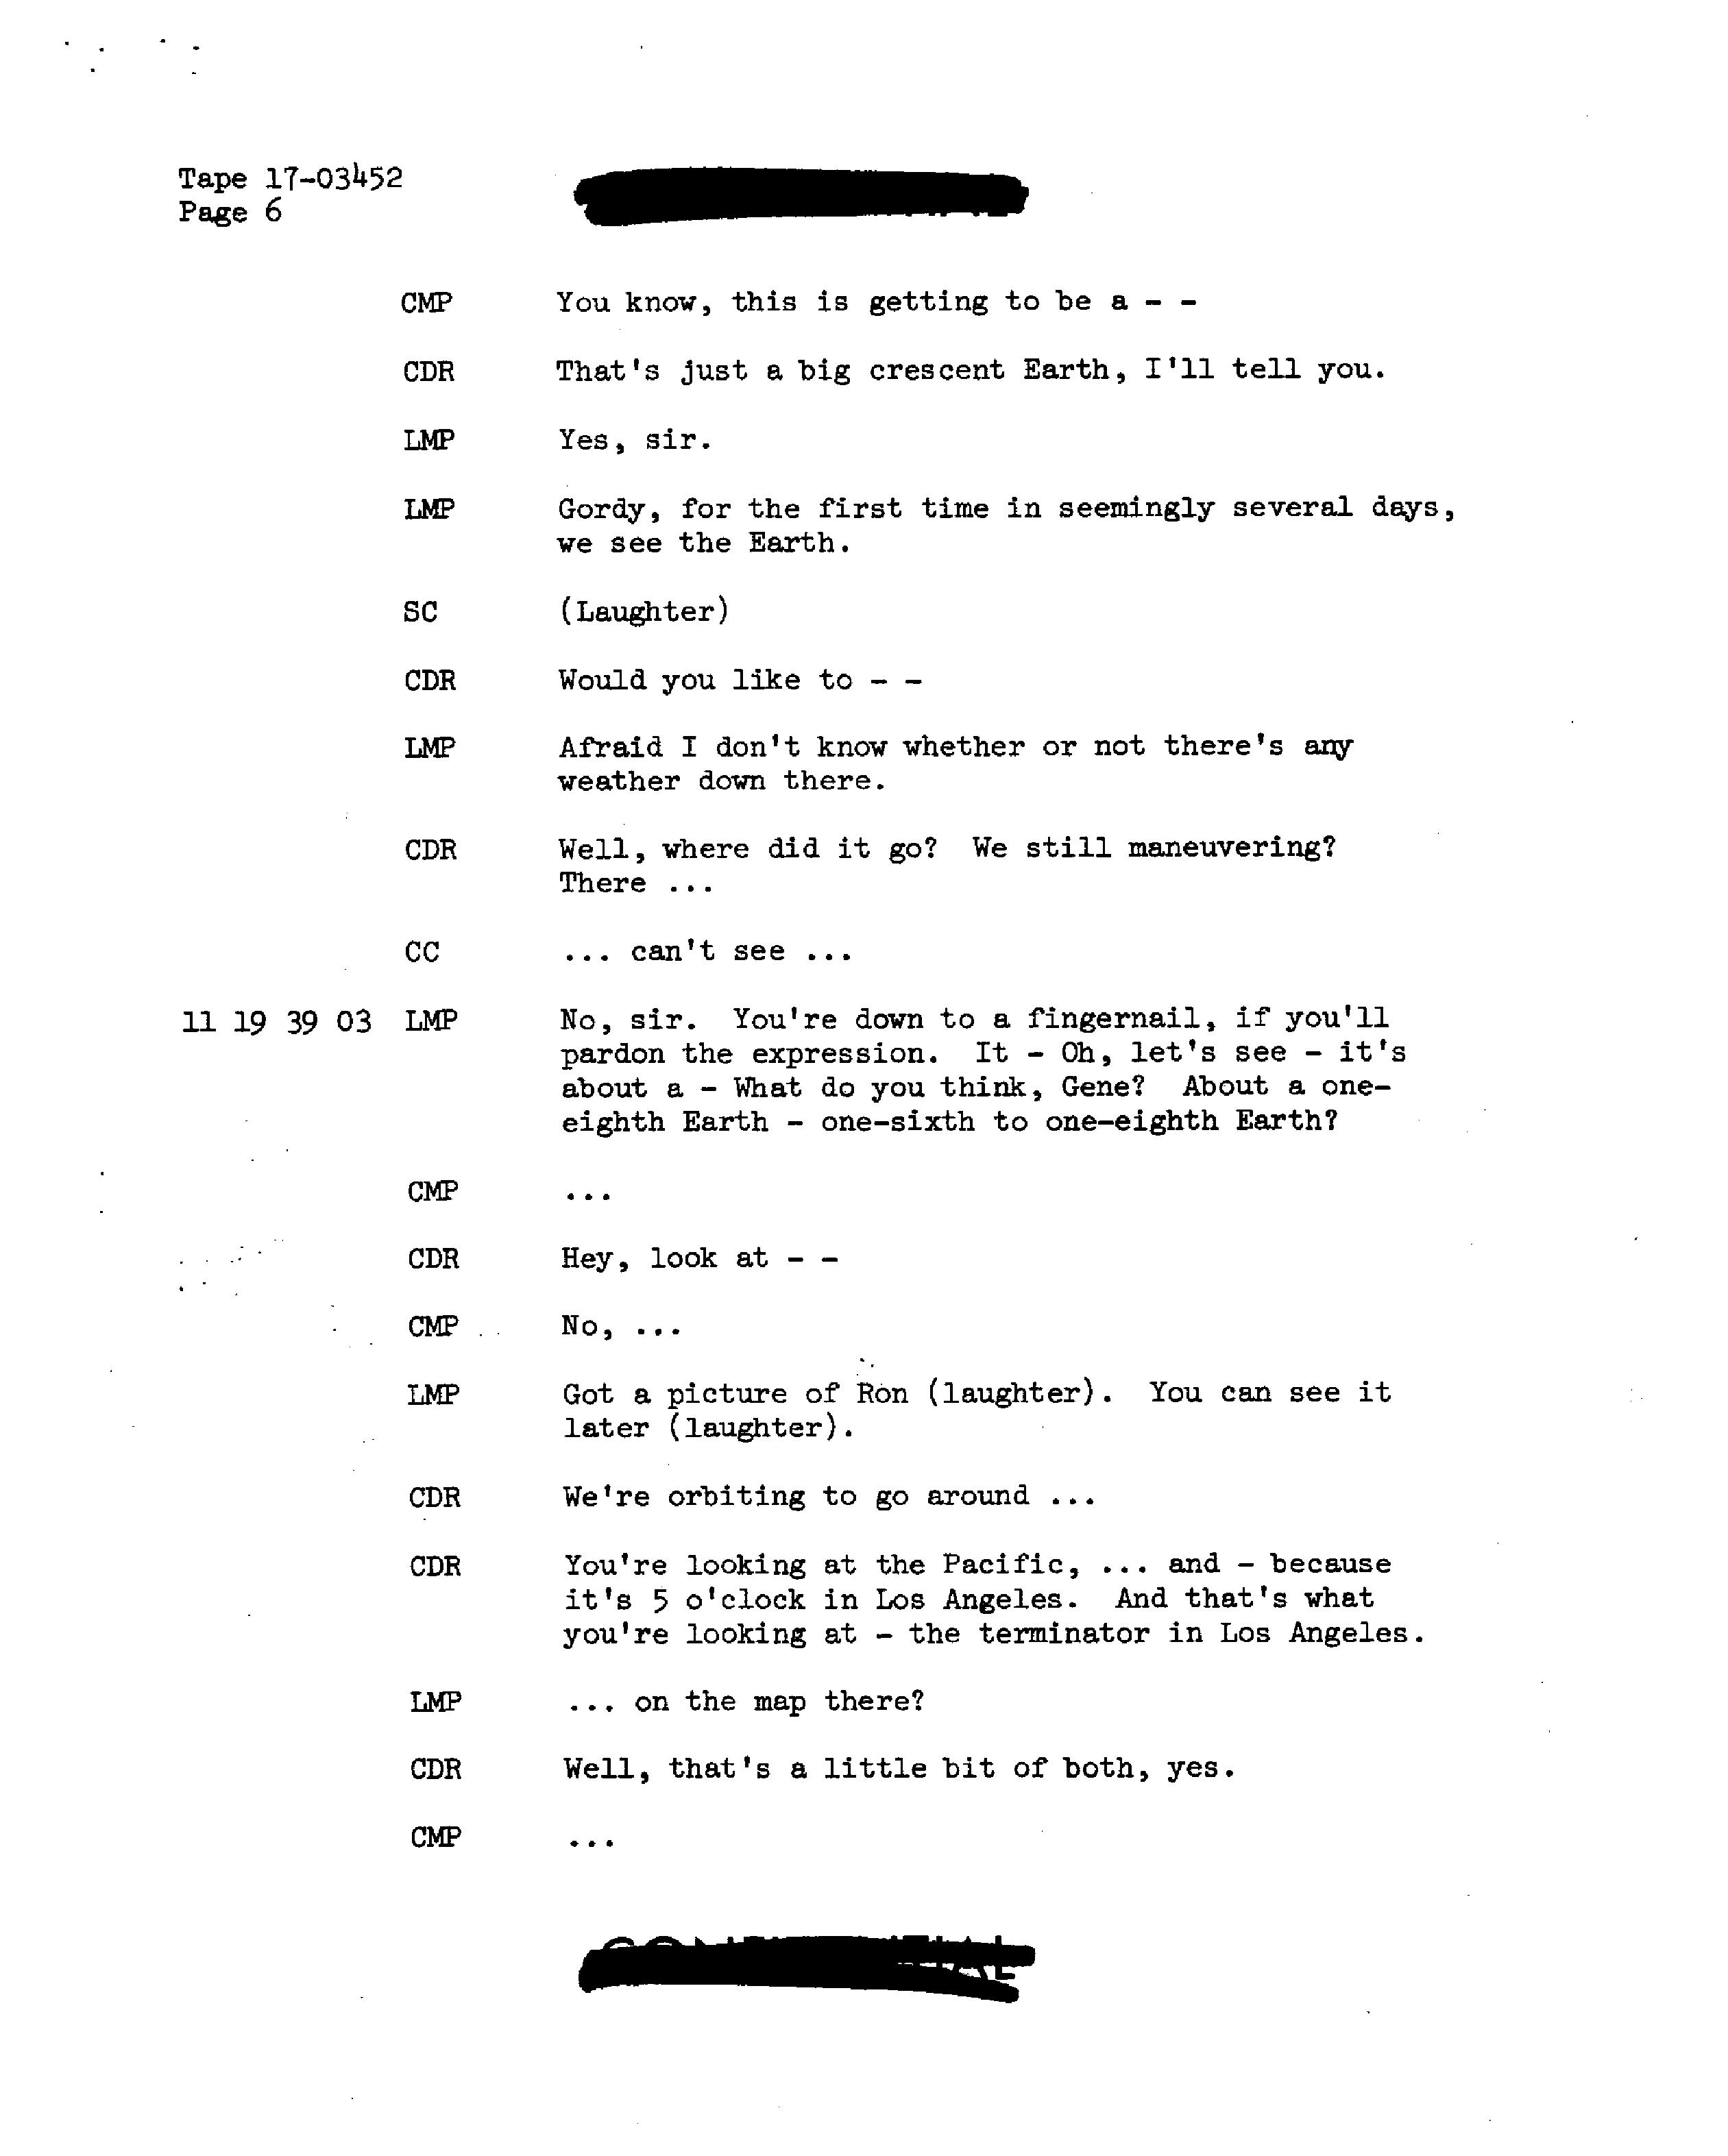 Tape 17-03452
Page 6
CMP You know, this is getting to be a - -
CDR That's just a big crescent Earth, I'll tell you.
LMP Yes, sir.
LMP Gordy, for the first time in seemingly several days,
we see the Earth.
SC (Laughter)
CDR Would you like to - -
LMP Afraid I don't know whether or not there's any
weather down there.
CDR Well, where did it go? We still maneuvering?
There ...
CC ... can't see ...
11 19 39 03 LMP No, sir. You're down to a fingernail, if you'll
pardon the expression. It - Oh, let's see - it's
about a - What do you think, Gene? About a one-
eighth Earth - one-sixth to one-eighth Earth?
CMP ...
CDR Hey, look at - -
CMP No, ...
LMP Got a picture of Ron (laughter). You can see it
later (laughter).
CDR We're orbiting to go around ...
CDR You're looking at the Pacific, ... and - because
it's 5 o'clock in Los Angeles. And that's what
you're looking at - the terminator in Los Angeles.
LMP ... on the map there?
CDR Well, that's a little bit of both, yes.
CMP ...